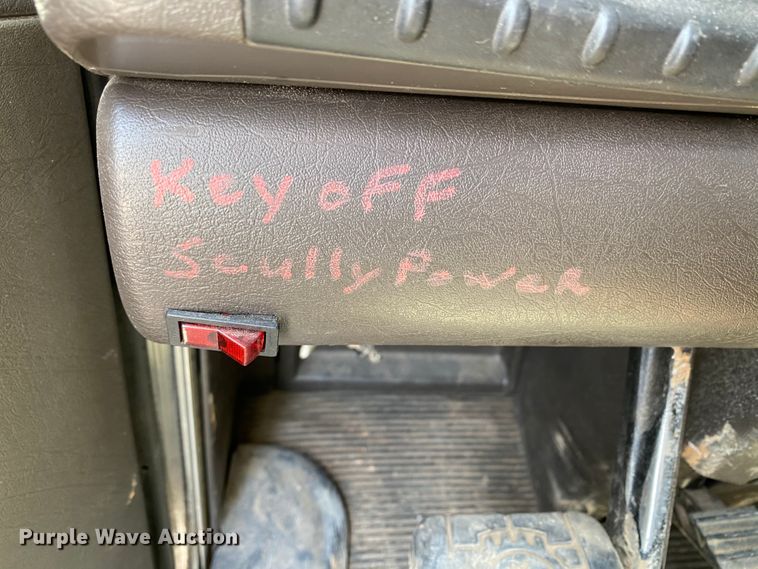 Key oFF
Scully Power
Purple Wave Auction